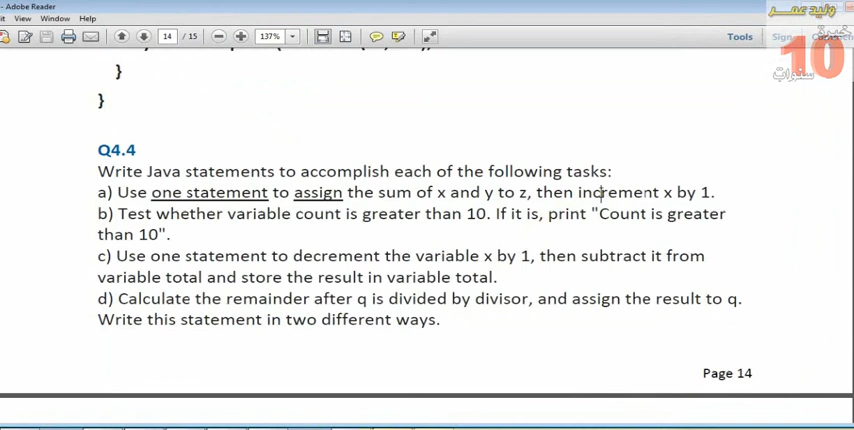 Adobe Reader
View Window Help
14 / 15 137% Tools Sign Comment
وليد عمر
خبرة
10
سنوات
}
}
Q4.4
Write Java statements to accomplish each of the following tasks:
a) Use one statement to assign the sum of x and y to z, then increment x by 1.
b) Test whether variable count is greater than 10. If it is, print "Count is greater
than 10".
c) Use one statement to decrement the variable x by 1, then subtract it from
variable total and store the result in variable total.
d) Calculate the remainder after q is divided by divisor, and assign the result to q.
Write this statement in two different ways.
Page 14